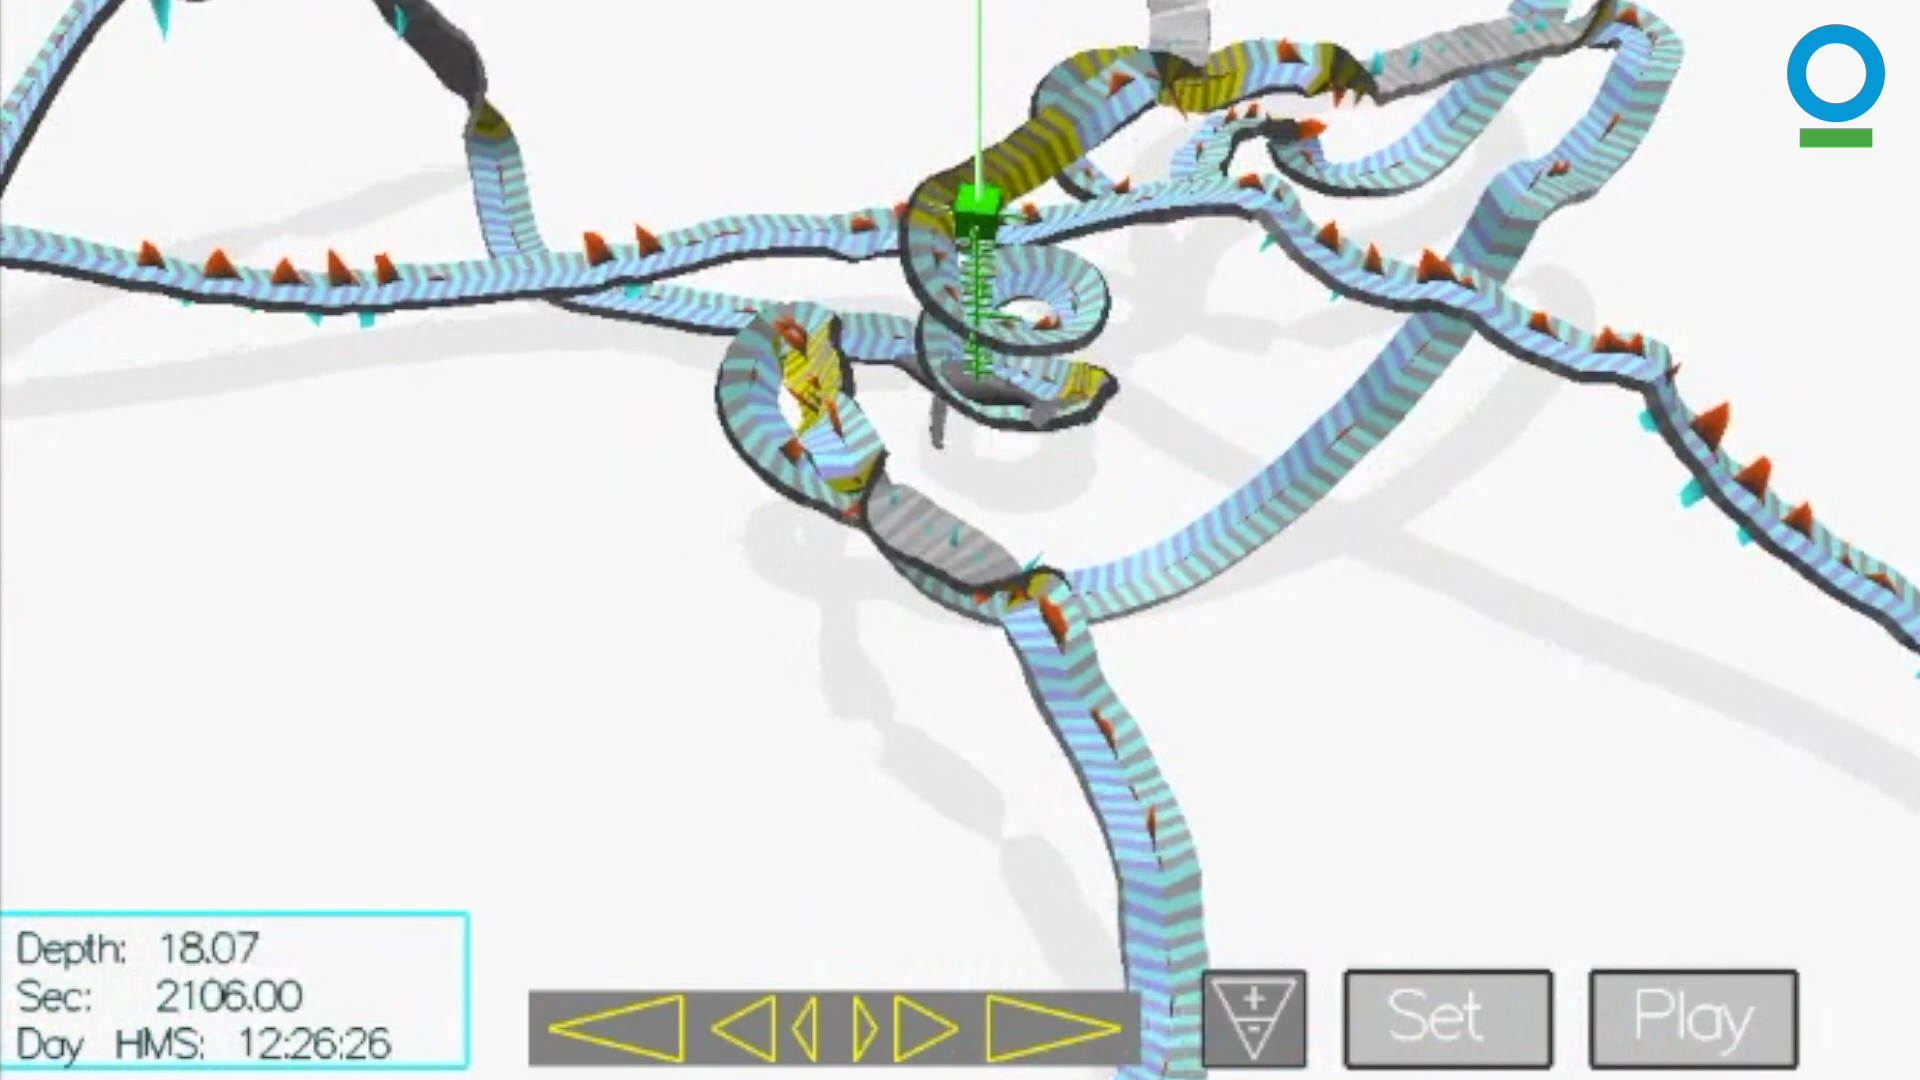 Depth: 18.07
Sec: 2106.00
Day HMS: 12:26:26
+
-
Set
Play